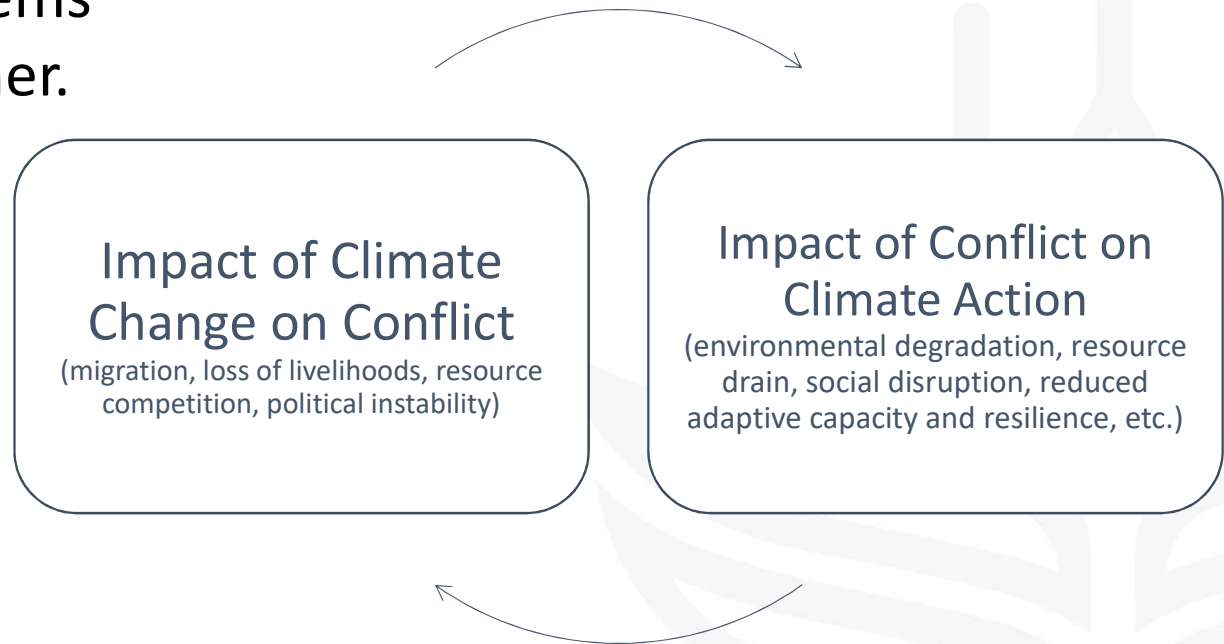 Impact of Climate
Change on Conflict
(migration, loss of livelihoods, resource
competition, political instability)
Impact of Conflict on
Climate Action
(environmental degradation, resource
drain, social disruption, reduced
adaptive capacity and resilience, etc.)